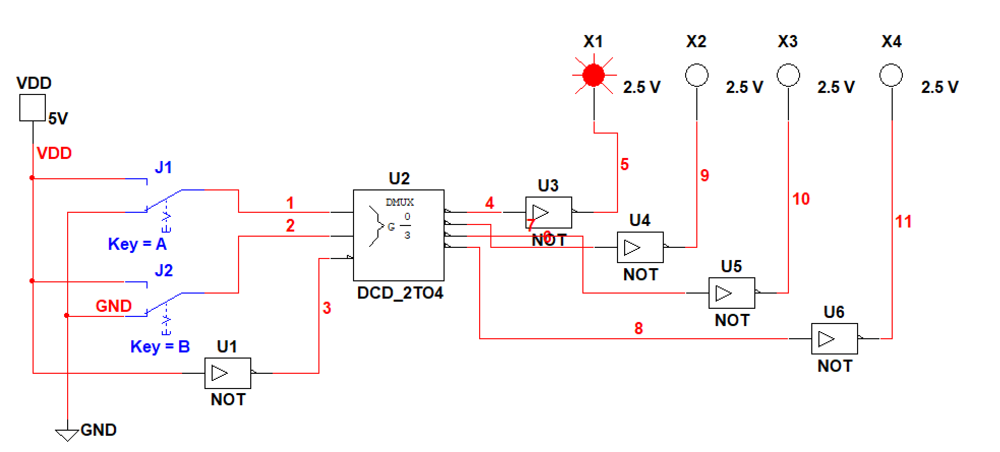 X1
X2
X3
X4
2.5 V
2.5 V
2.5 V
2.5 V
VDD
5V
VDD
J1
Key = A
J2
GND
Key = B
U1
NOT
GND
1
2
3
U2
DMUX
G 0
3
DCD_2TO4
4
U3
NOT
7
6
5
U4
NOT
9
U5
NOT
10
8
U6
NOT
11